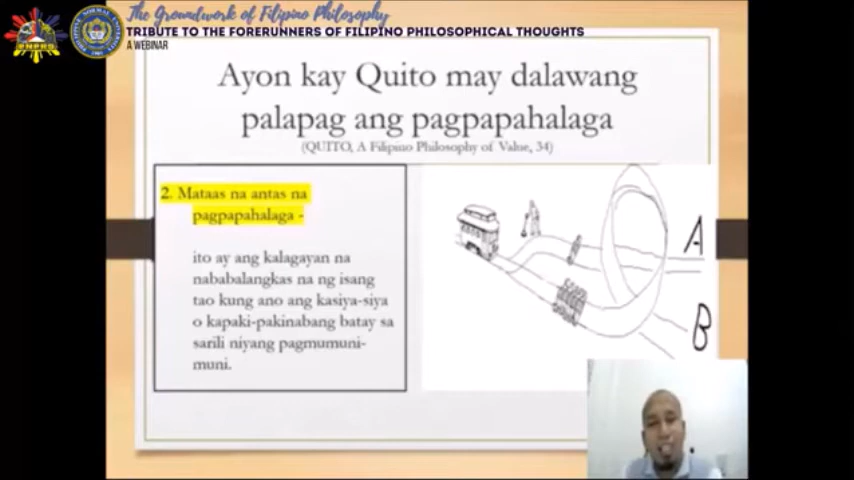 The Groundwork of Filipino Philosophy
TRIBUTE TO THE FORERUNNERS OF FILIPINO PHILOSOPHICAL THOUGHTS
A WEBINAR
Ayon kay Quito may dalawang
palapag ang pagpapahalaga
(QUITO, A Filipino Philosophy of Value, 34)
2. Mataas na antas na
pagpapahalaga -
ito ay ang kalagayan na
nababalangkas na ng isang
tao kung ano ang kasiya-siya
o kapaki-pakinabang batay sa
sarili niyang pagmumuni-
muni.
A
B